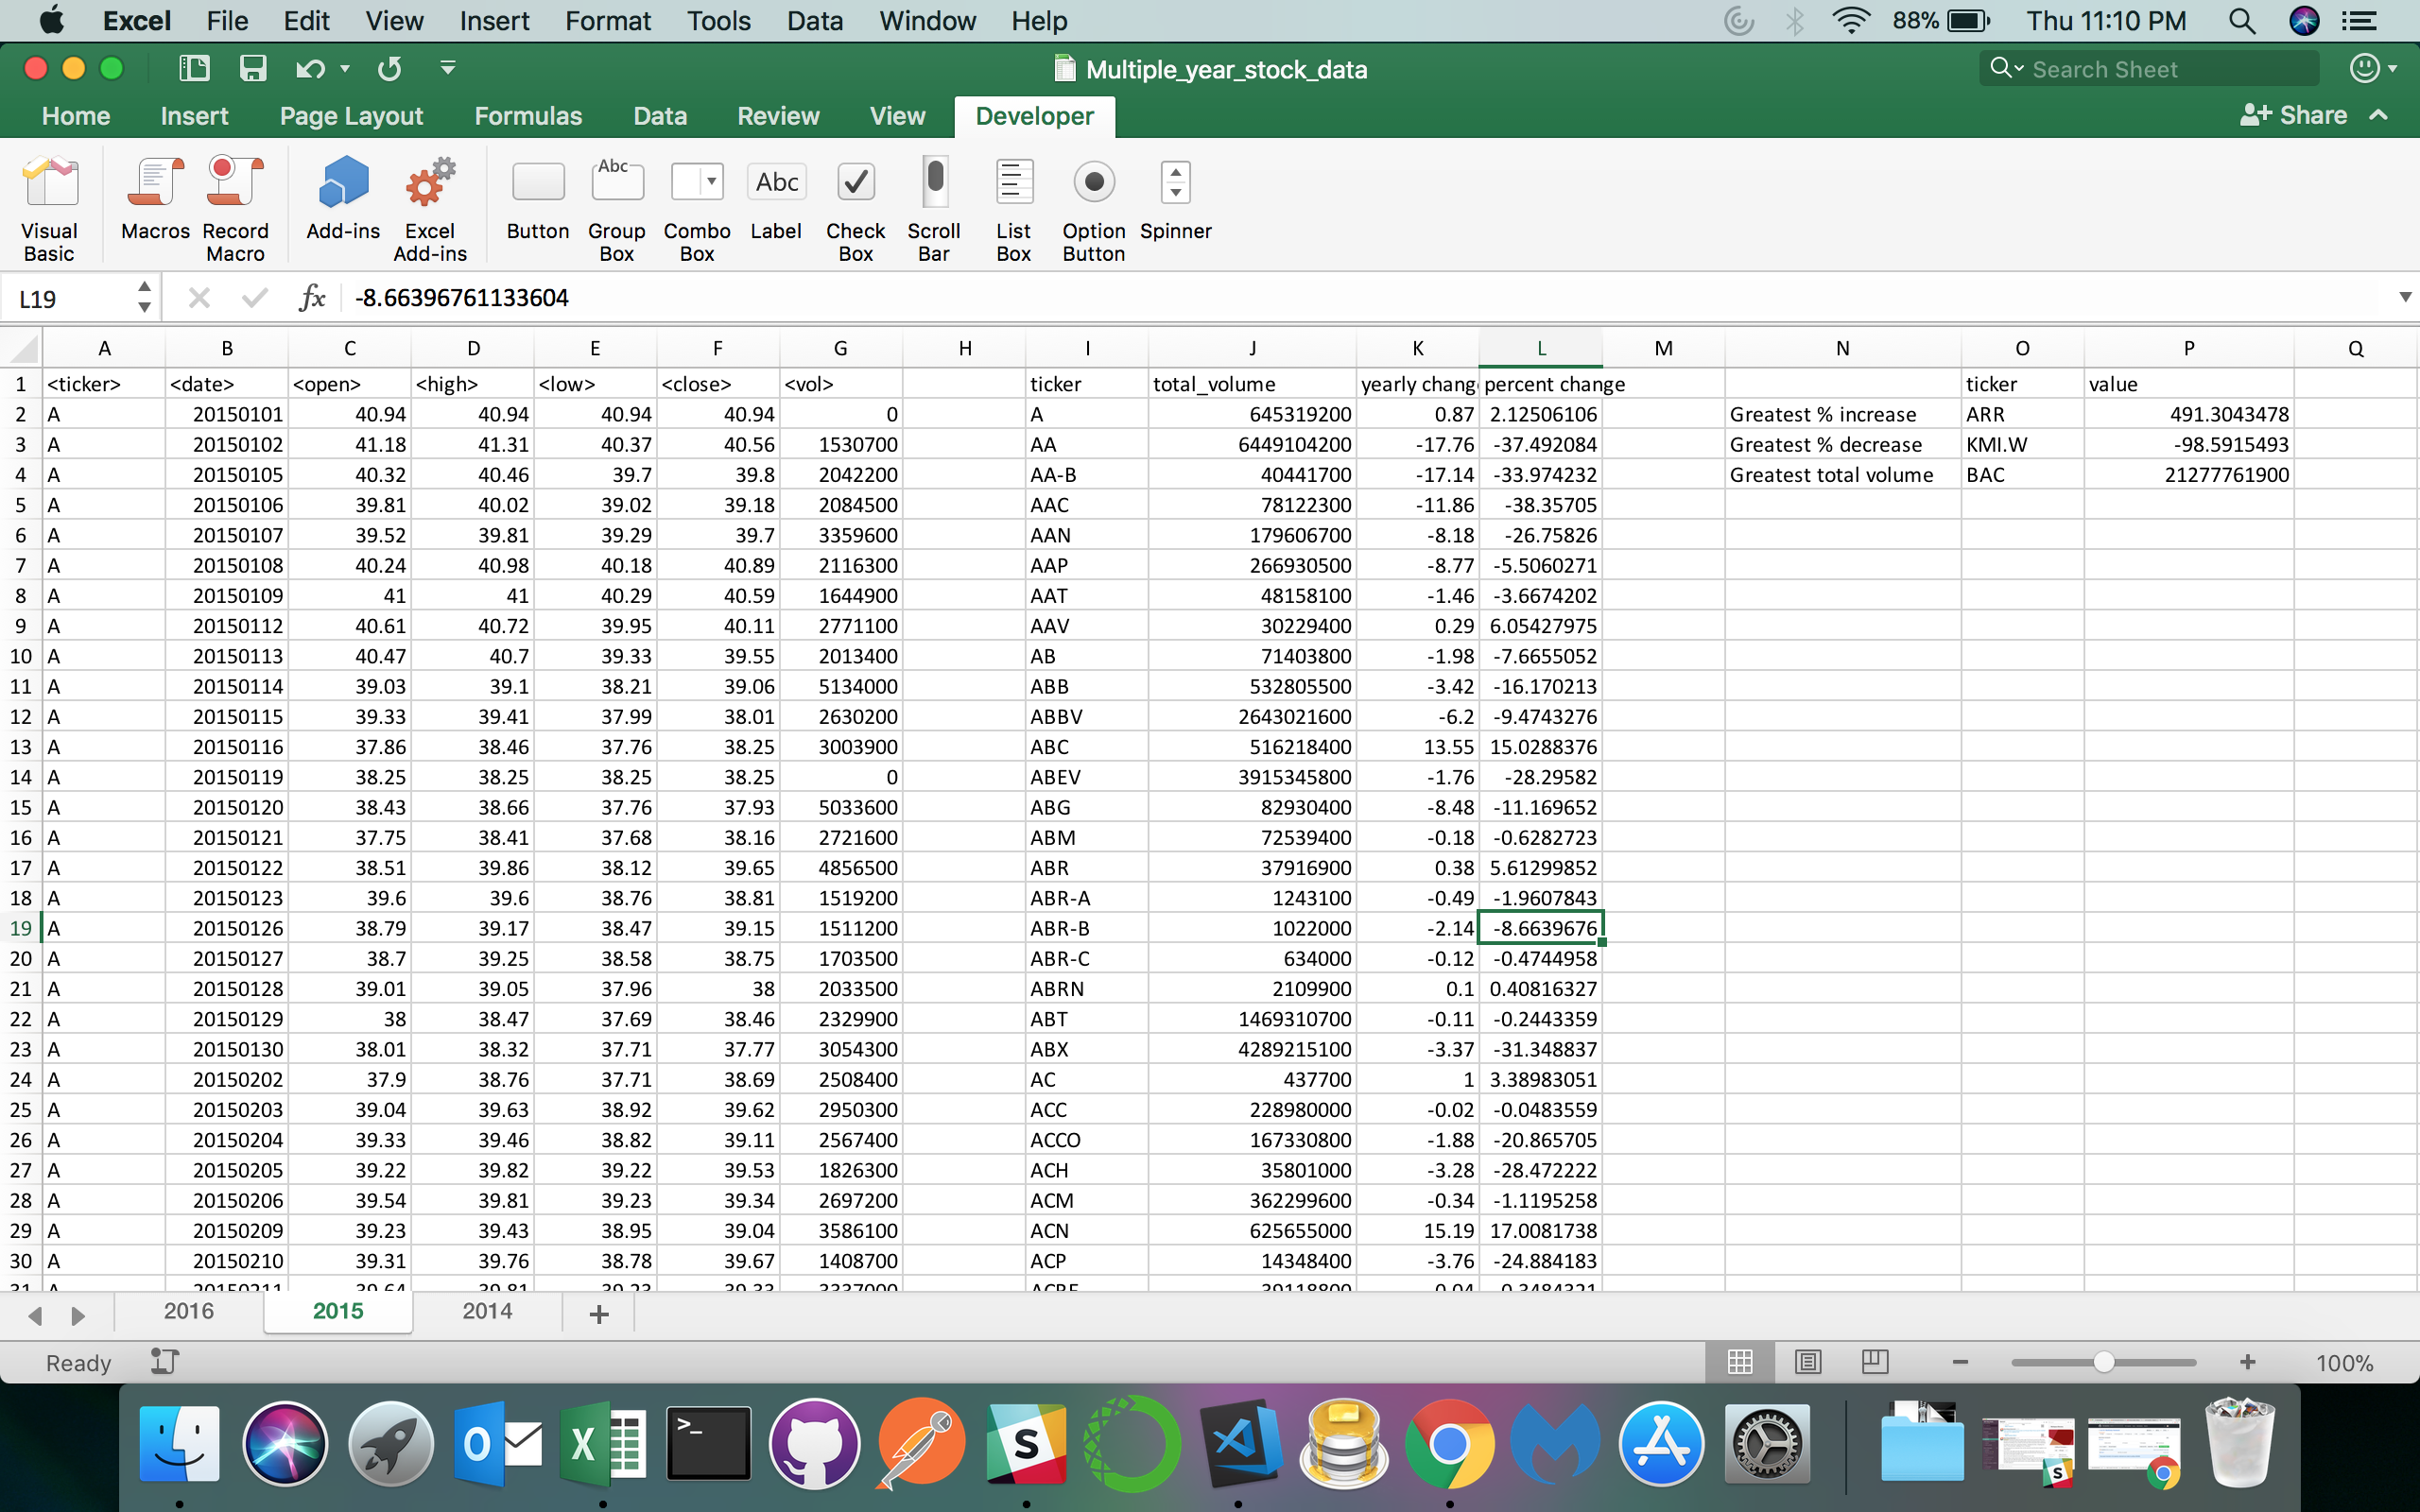 Excel File Edit View Insert Format Tools Data Window Help 88% Thu 11:10 PM
Multiple_year_stock_data Search Sheet
Home Insert Page Layout Formulas Data Review View Developer Share
Visual Basic Macros Record Macro Add-ins Excel Add-ins Button Abc Group Box Combo Box Abc Label Check Box Scroll Bar List Box Option Button Spinner
L19 fx -8.66396761133604
A B C D E F G H I J K L M N O P Q
1 <ticker> <date> <open> <high> <low> <close> <vol> ticker total_volume yearly chang percent change ticker value
2 A 20150101 40.94 40.94 40.94 40.94 0 A 645319200 0.87 2.12506106 Greatest % increase ARR 491.3043478
3 A 20150102 41.18 41.31 40.37 40.56 1530700 AA 6449104200 -17.76 -37.492084 Greatest % decrease KMI.W -98.5915493
4 A 20150105 40.32 40.46 39.7 39.8 2042200 AA-B 40441700 -17.14 -33.974232 Greatest total volume BAC 21277761900
5 A 20150106 39.81 40.02 39.02 39.18 2084500 AAC 78122300 -11.86 -38.35705
6 A 20150107 39.52 39.81 39.29 39.7 3359600 AAN 179606700 -8.18 -26.75826
7 A 20150108 40.24 40.98 40.18 40.89 2116300 AAP 266930500 -8.77 -5.5060271
8 A 20150109 41 41 40.29 40.59 1644900 AAT 48158100 -1.46 -3.6674202
9 A 20150112 40.61 40.72 39.95 40.11 2771100 AAV 30229400 0.29 6.05427975
10 A 20150113 40.47 40.7 39.33 39.55 2013400 AB 71403800 -1.98 -7.6655052
11 A 20150114 39.03 39.1 38.21 39.06 5134000 ABB 532805500 -3.42 -16.170213
12 A 20150115 39.33 39.41 37.99 38.01 2630200 ABBV 2643021600 -6.2 -9.4743276
13 A 20150116 37.86 38.46 37.76 38.25 3003900 ABC 516218400 13.55 15.0288376
14 A 20150119 38.25 38.25 38.25 38.25 0 ABEV 3915345800 -1.76 -28.29582
15 A 20150120 38.43 38.66 37.76 37.93 5033600 ABG 82930400 -8.48 -11.169652
16 A 20150121 37.75 38.41 37.68 38.16 2721600 ABM 72539400 -0.18 -0.6282723
17 A 20150122 38.51 39.86 38.12 39.65 4856500 ABR 37916900 0.38 5.61299852
18 A 20150123 39.6 39.6 38.76 38.81 1519200 ABR-A 1243100 -0.49 -1.9607843
19 A 20150126 38.79 39.17 38.47 39.15 1511200 ABR-B 1022000 -2.14 -8.6639676
20 A 20150127 38.7 39.25 38.58 38.75 1703500 ABR-C 634000 -0.12 -0.4744958
21 A 20150128 39.01 39.05 37.96 38 2033500 ABRN 2109900 0.1 0.40816327
22 A 20150129 38 38.47 37.69 38.46 2329900 ABT 1469310700 -0.11 -0.2443359
23 A 20150130 38.01 38.32 37.71 37.77 3054300 ABX 4289215100 -3.37 -31.348837
24 A 20150202 37.9 38.76 37.71 38.69 2508400 AC 437700 1 3.38983051
25 A 20150203 39.04 39.63 38.92 39.62 2950300 ACC 228980000 -0.02 -0.0483559
26 A 20150204 39.33 39.46 38.82 39.11 2567400 ACCO 167330800 -1.88 -20.865705
27 A 20150205 39.22 39.82 39.22 39.53 1826300 ACH 35801000 -3.28 -28.472222
28 A 20150206 39.54 39.81 39.23 39.34 2697200 ACM 362299600 -0.34 -1.1195258
29 A 20150209 39.23 39.43 38.95 39.04 3586100 ACN 625655000 15.19 17.0081738
30 A 20150210 39.31 39.76 38.78 39.67 1408700 ACP 14348400 -3.76 -24.884183
31 A 20150211 39.64 39.81
2016 2015 2014
Ready 100%